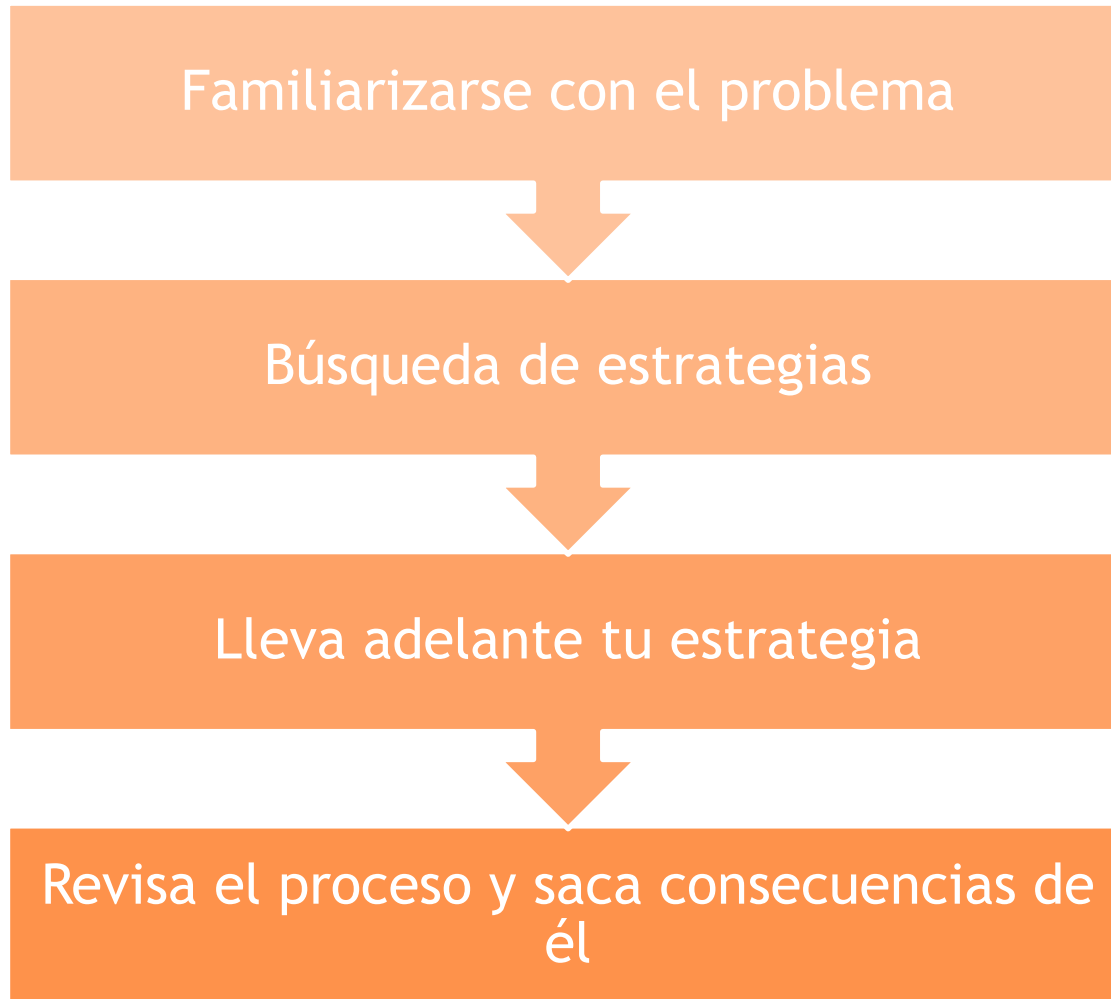 Familiarizarse con el problema
Búsqueda de estrategias
Lleva adelante tu estrategia
Revisa el proceso y saca consecuencias de
él